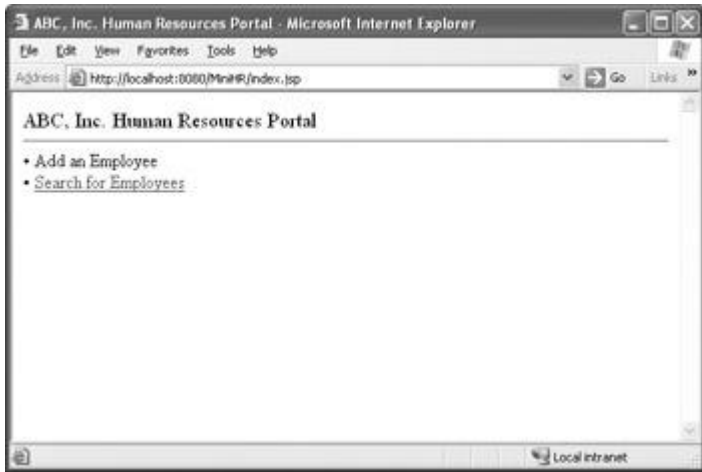 ABC, Inc. Human Resources Portal - Microsoft Internet Explorer
File Edit View Favorites Tools Help
Address http://localhost:8080/MiniHR/index.jsp Go Links »
ABC, Inc. Human Resources Portal
• Add an Employee
• Search for Employees
Local intranet